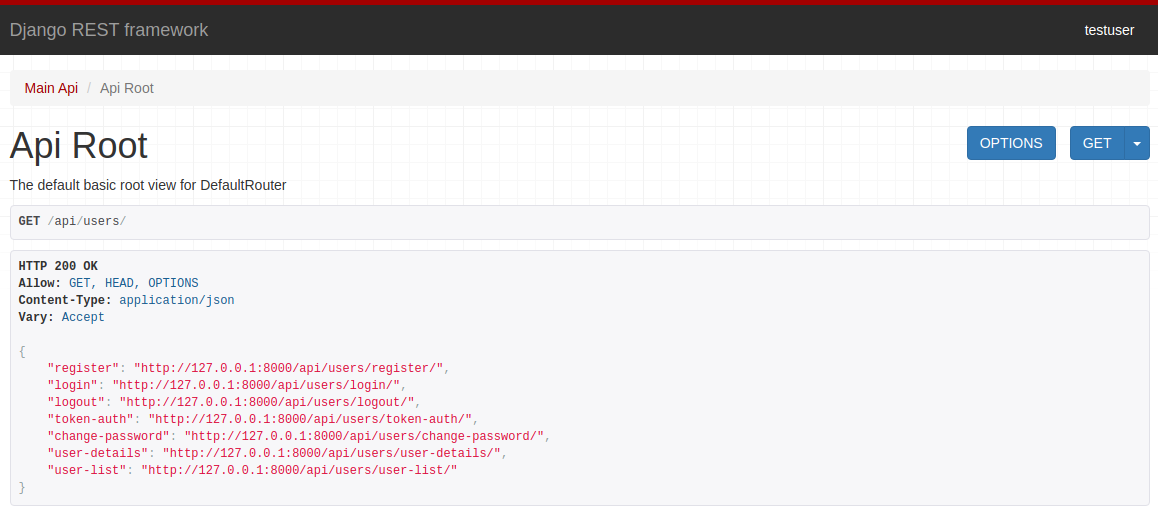 Django REST framework
testuser
Main Api / Api Root
Api Root
OPTIONS
GET
The default basic root view for DefaultRouter
GET /api/users/
HTTP 200 OK
Allow: GET, HEAD, OPTIONS
Content-Type: application/json
Vary: Accept
{
    "register": "http://127.0.0.1:8000/api/users/register/",
    "login": "http://127.0.0.1:8000/api/users/login/",
    "logout": "http://127.0.0.1:8000/api/users/logout/",
    "token-auth": "http://127.0.0.1:8000/api/users/token-auth/",
    "change-password": "http://127.0.0.1:8000/api/users/change-password/",
    "user-details": "http://127.0.0.1:8000/api/users/user-details/",
    "user-list": "http://127.0.0.1:8000/api/users/user-list/"
}